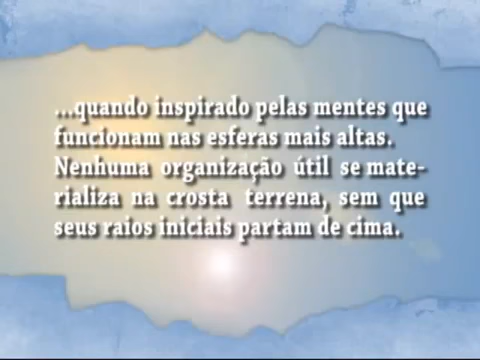 ...quando inspirado pelas mentes que
funcionam nas esferas mais altas.
Nenhuma organização útil se mate-
rializa na crosta terrena, sem que
seus raios iniciais partam de cima.